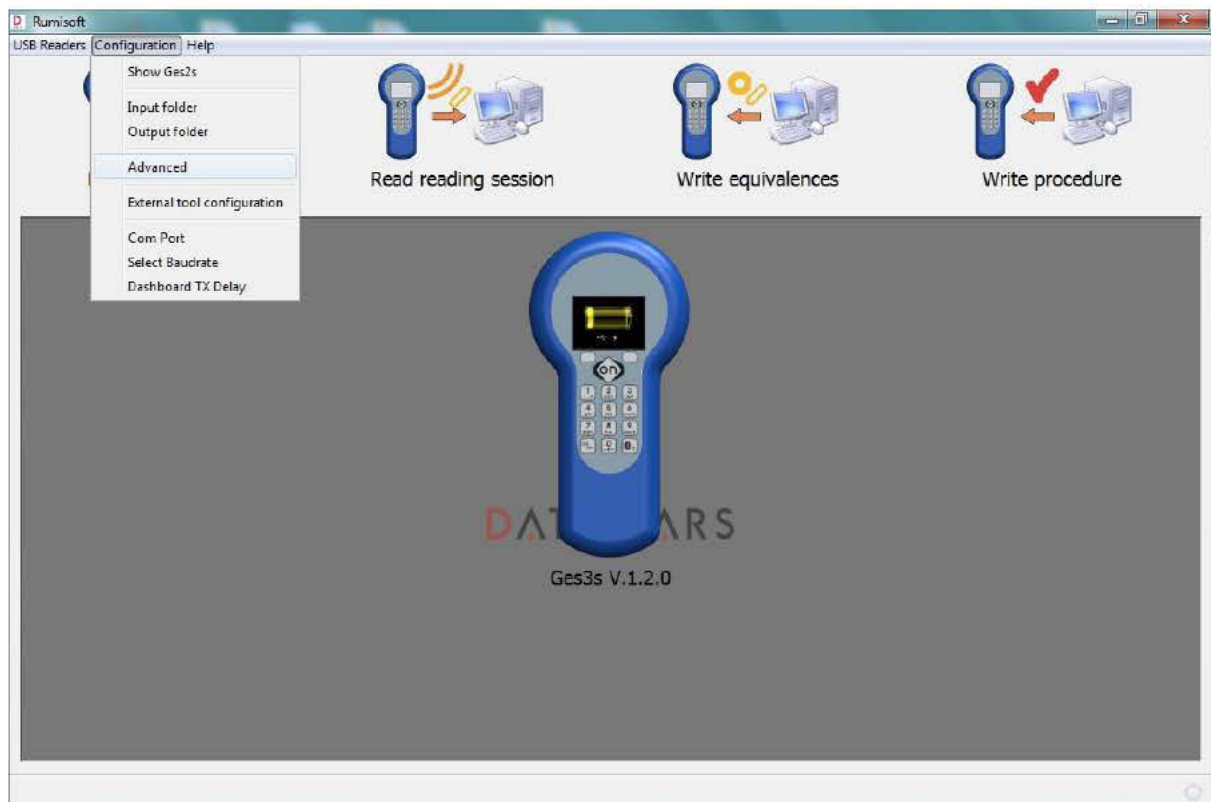 Rumisoft
USB Readers Configuration Help
Show Ges2s
Input folder
Output folder
Advanced
External tool configuration
Com Port
Select Baudrate
Dashboard TX Delay
Read reading session
Write equivalences
Write procedure
on
Ges3s V.1.2.0